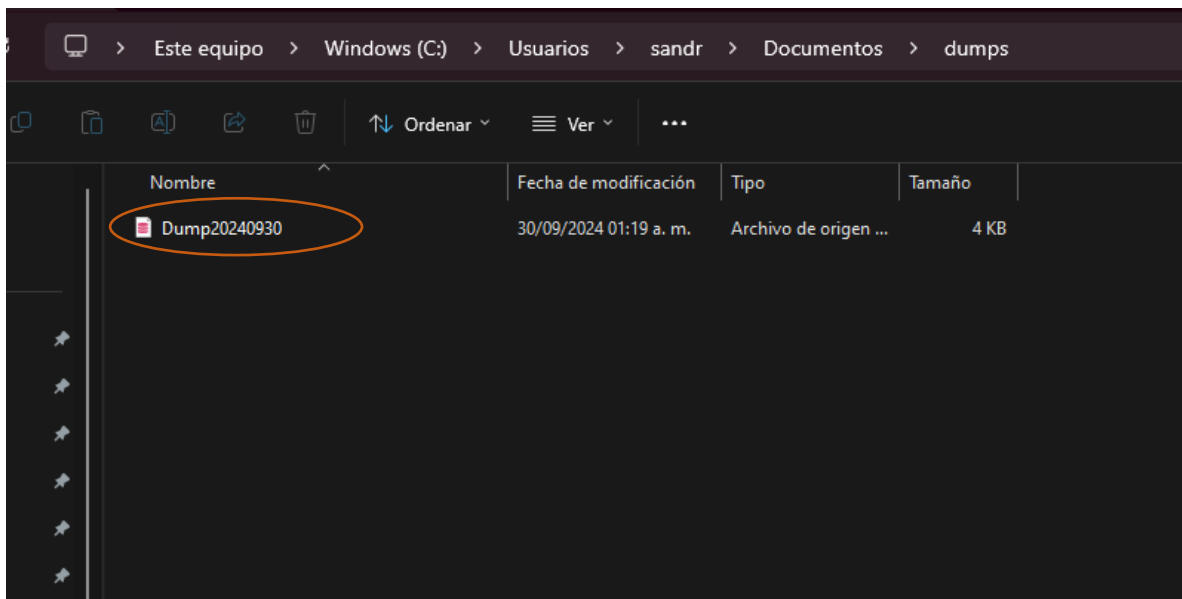 Este equipo > Windows (C:) > Usuarios > sandr > Documentos > dumps
Ordenar Ver ...
Nombre Fecha de modificación Tipo Tamaño
Dump20240930 30/09/2024 01:19 a. m. Archivo de origen ... 4 KB